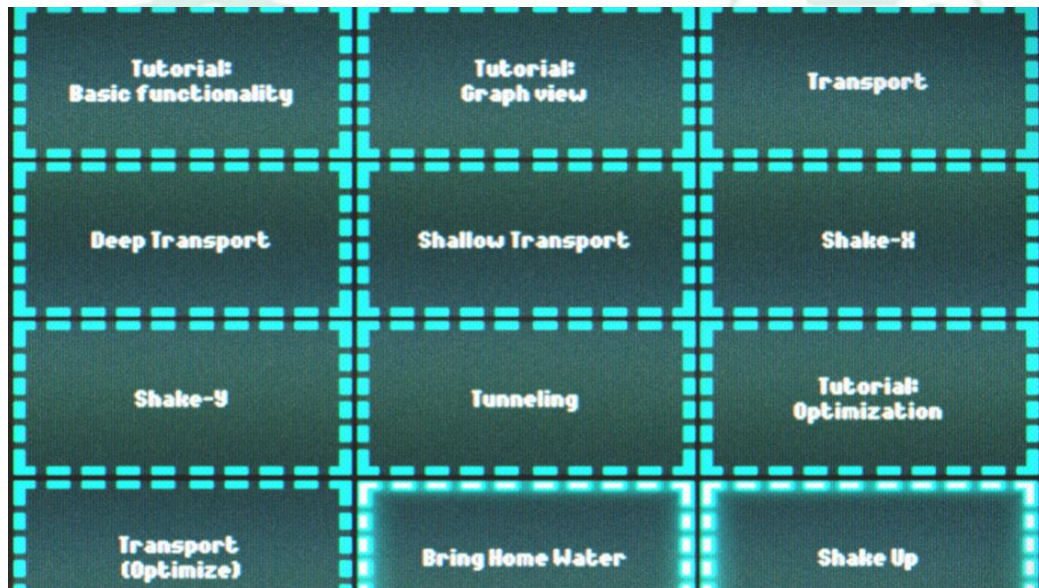 Tutorial:
Basic functionality
Tutorial:
Graph view
Transport
Deep Transport
Shallow Transport
Shake-X
Shake-Y
Tunneling
Tutorial:
Optimization
Transport
(Optimize)
Bring Home Water
Shake Up